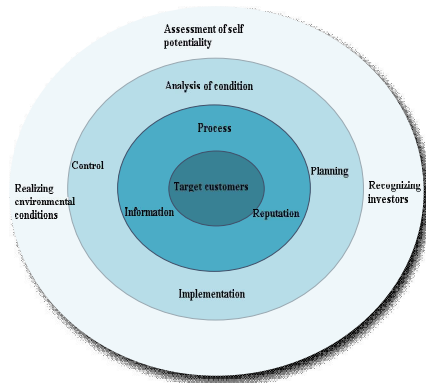 Assessment of self
potentiality
Analysis of condition
Process
Control
Planning
Target customers
Realizing
environmental
conditions
Recognizing
investors
Information
Reputation
Implementation